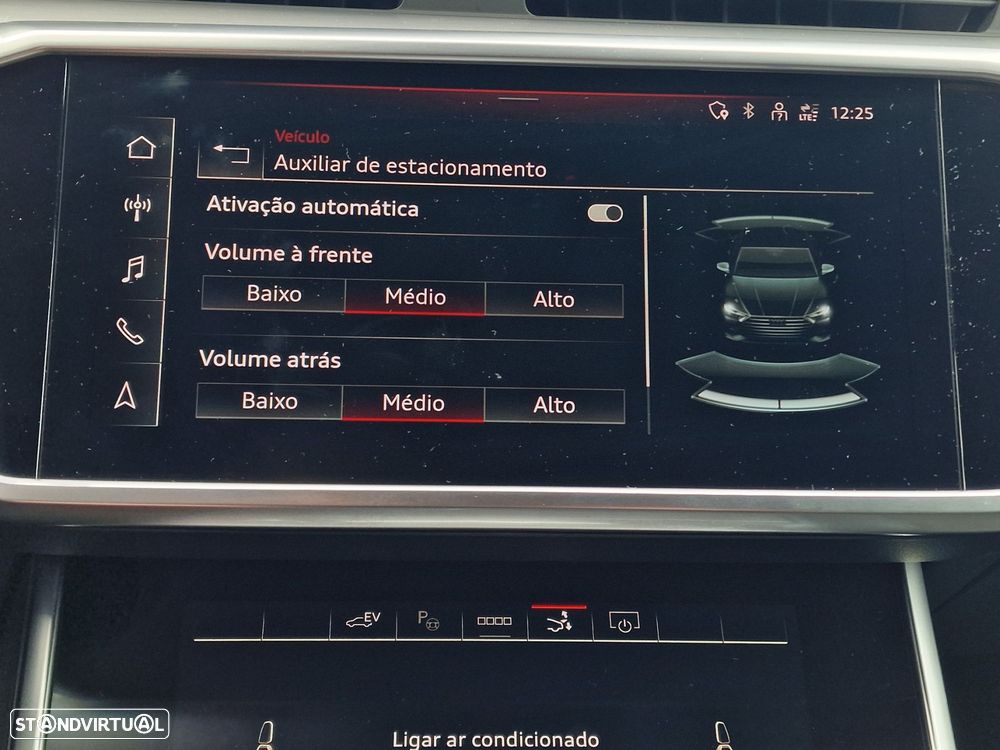 LTE 12:25
Veículo
Auxiliar de estacionamento
Ativação automática
Volume à frente
Baixo Médio Alto
Volume atrás
Baixo Médio Alto
EV P
Ligar ar condicionado
STANDVIRTUAL